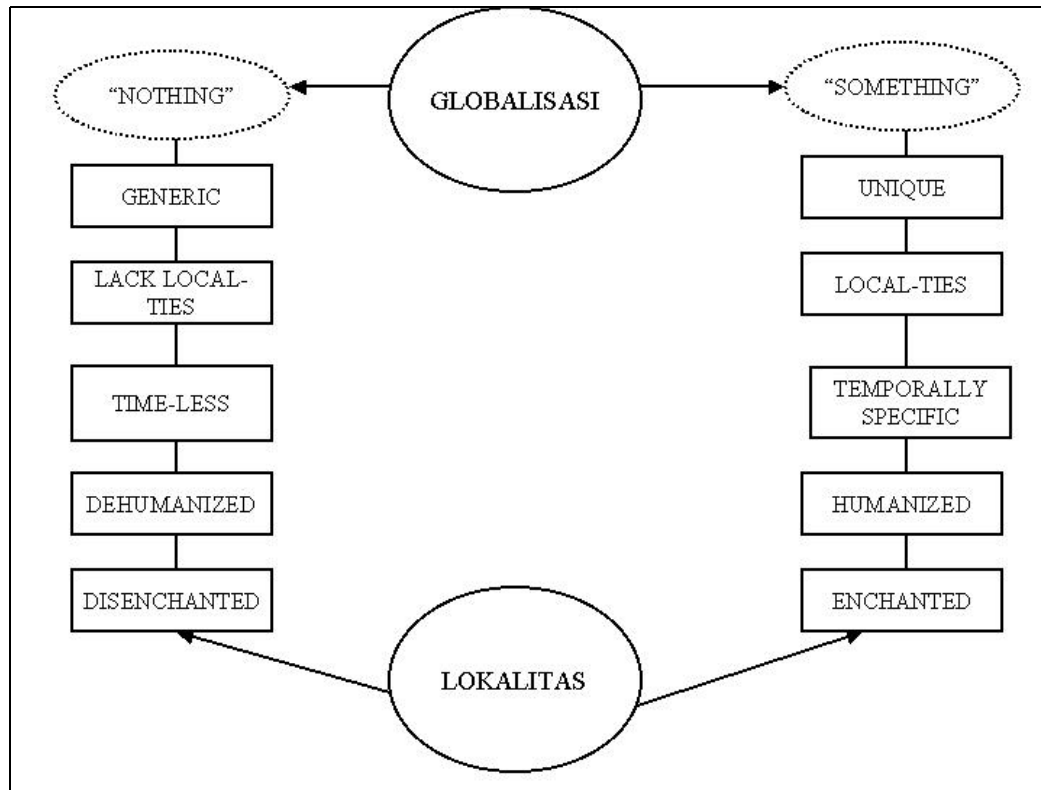 GLOBALISASI
“NOTHING”
GENERIC
LACK LOCAL-
TIES
TIME-LESS
DEHUMANIZED
DISENCHANTED
“SOMETHING”
UNIQUE
LOCAL-TIES
TEMPORALLY
SPECIFIC
HUMANIZED
ENCHANTED
LOKALITAS